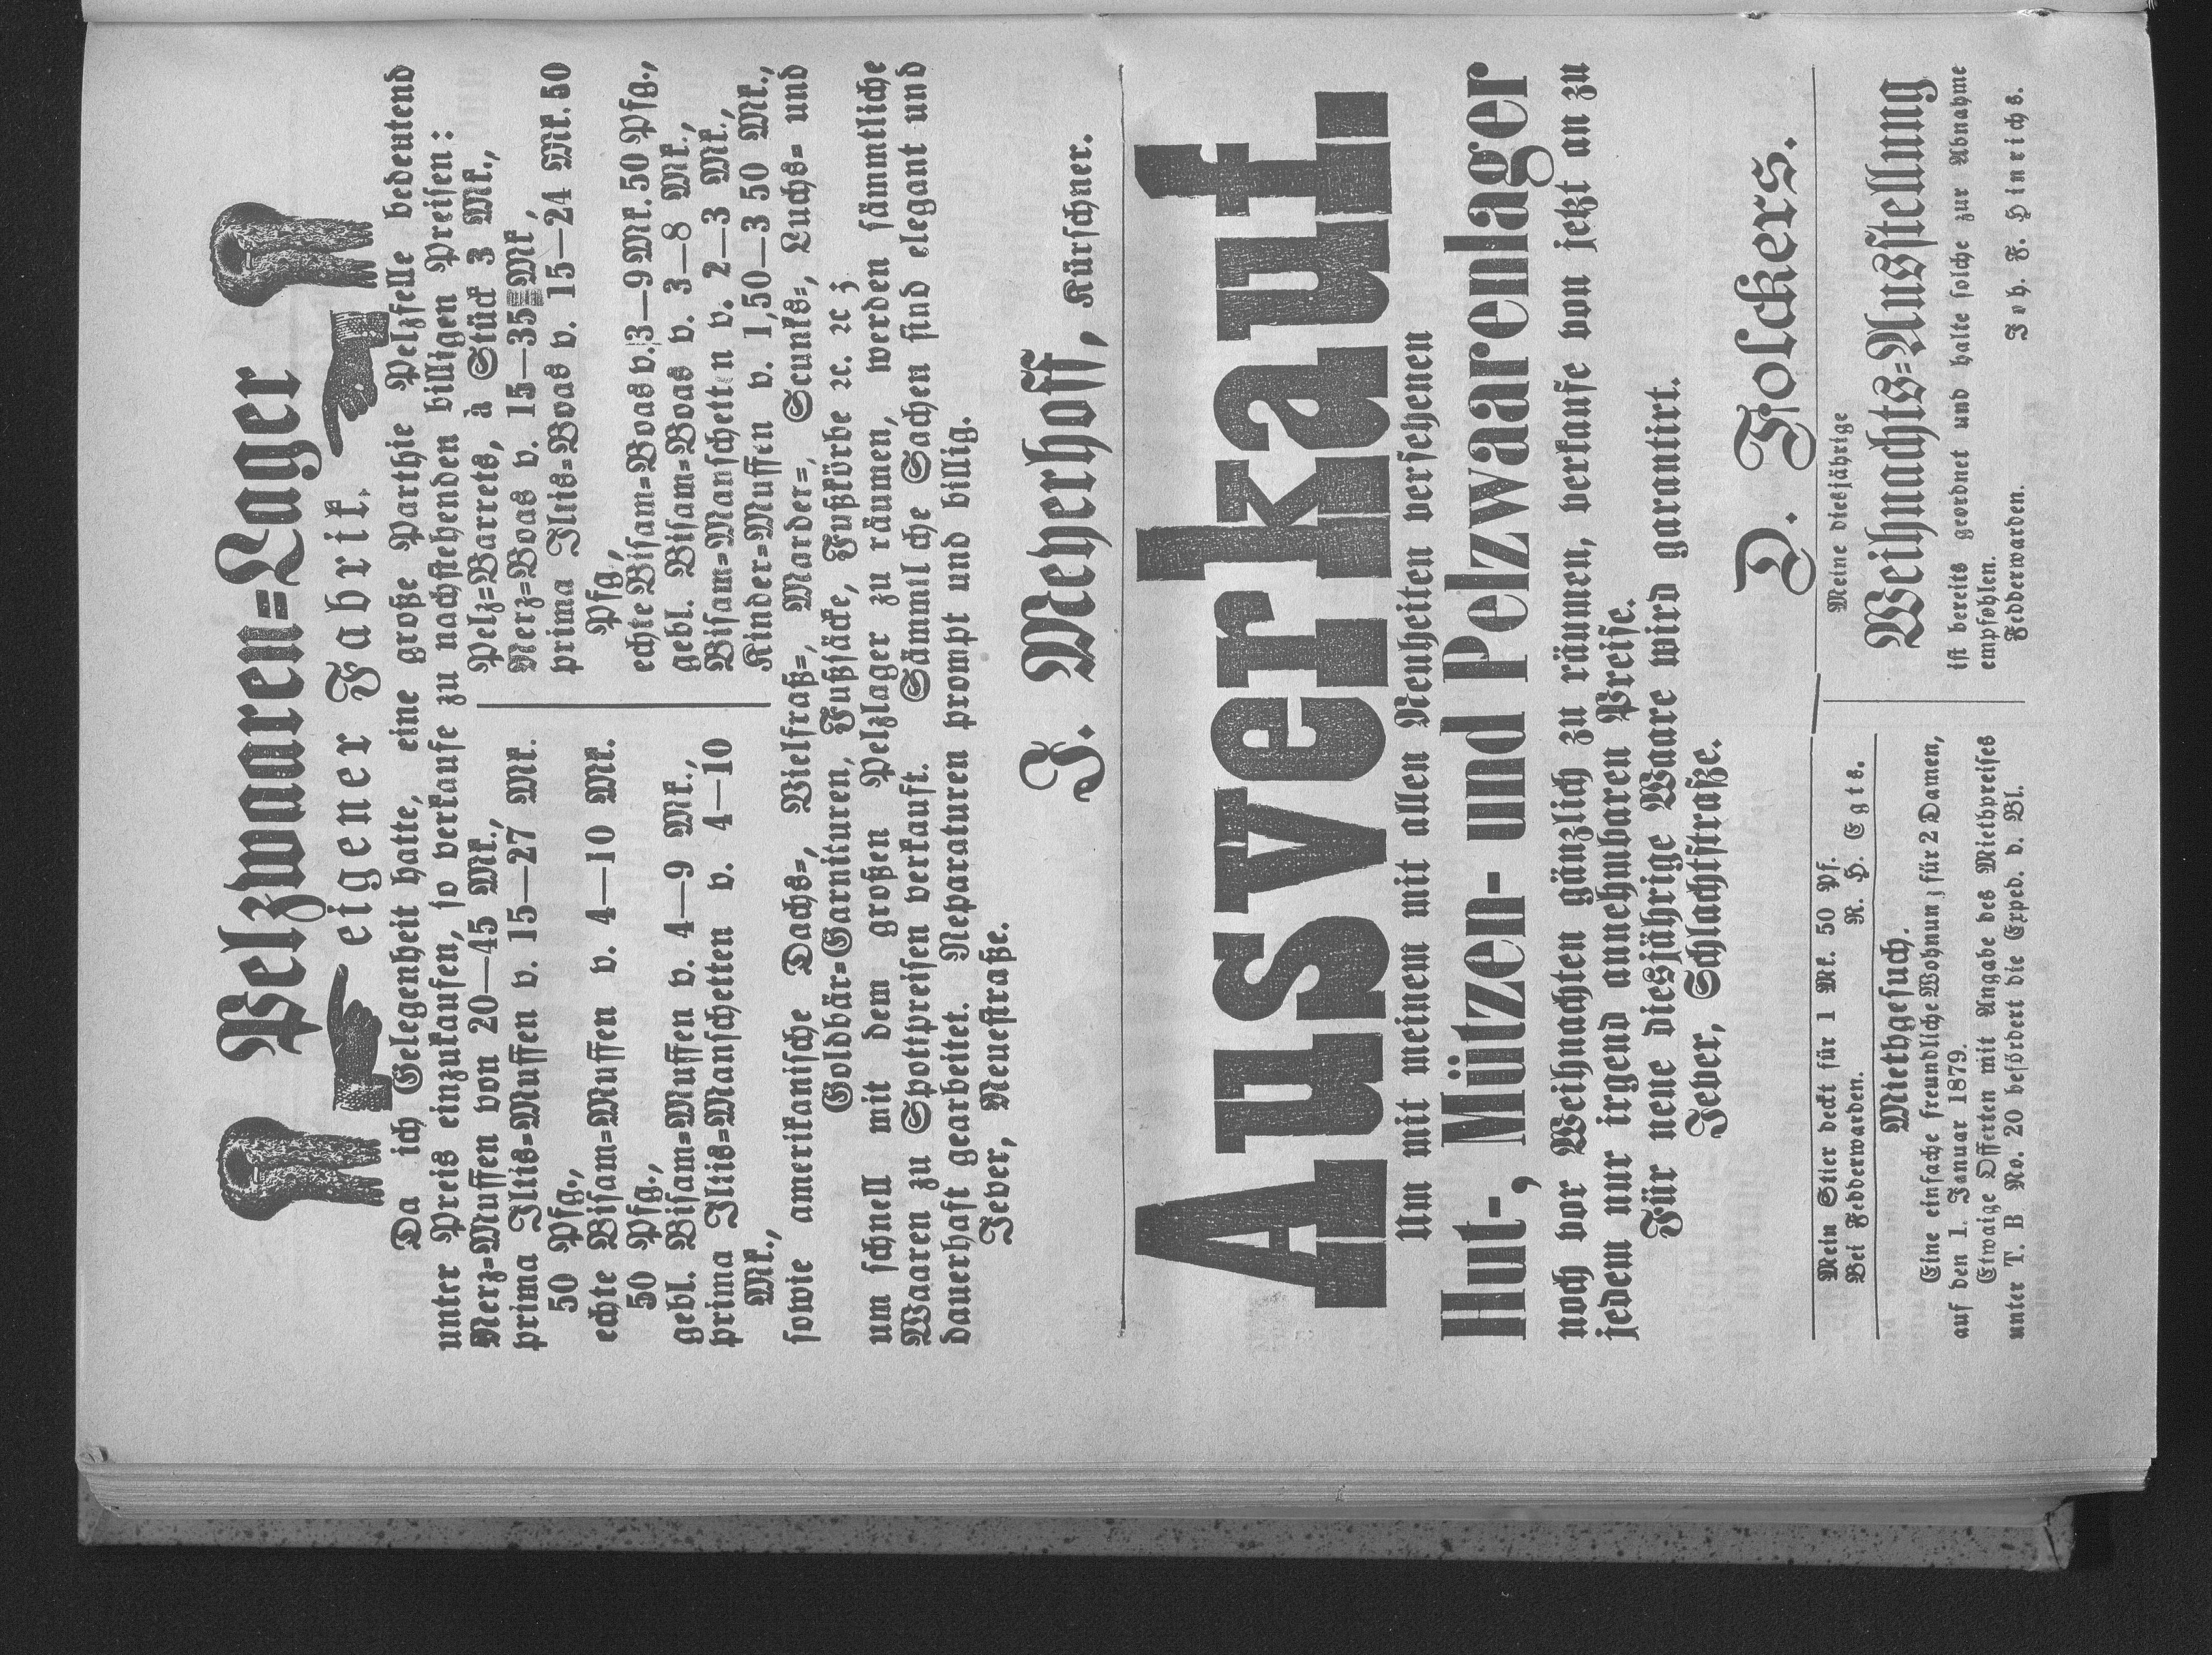 Pelzwaaren=Lager
eigener Fabrik.
Da ich Gelegenheit hatte, eine große Parthie Pelzfelle bedeutend
unter Preis einzukaufen, so verkaufe zu nachstehenden billigen Preisen:
Nerz=Muffen von 20—45 Mk.,
prima Iltis=Muffen v. 15—27 Mk.
50 Pfg.,
echte Bisam=Muffen v. 4—10 Mk.
50 Pfg.,
gebl. Bisam=Muffen v. 4—9 Mk.,
prima Iltis=Manschetten v. 4—10
Mk.,
Pelz=Barrets, à Stück 3 Mk.,
Nerz=Boas v. 15—35 Mk,
prima Iltis=Boas v. 15—24 Mk. 50
Pfg,
echte Bisam=Boas v. 3—9 Mk. 50 Pfg.,
gebl. Bisam=Boas v. 3—8 Mk.,
Bisam=Manschetten v. 2—3 Mk.,
Kinder=Muffen v. 1,50—3 50 Mk.,
sowie amerikanische Dachs=, Vielfraß=, Marder=, Scunks=, Luchs= und
Goldbär=Garnituren, Fußsäcke, Fußkörbe ꝛc. ꝛc
um schnell mit dem großen Pelzlager zu räumen, werden sämmtliche
Waaren zu Spottpreisen verkauft. Sämmtl che Sachen sind elegant und
dauerhaft gearbeitet. Reparaturen prompt und billig.
Jever, Neuestraße.
J. Meyerhoff, Kürschner.
Ausverkauf.
Um mit meinem mit allen Neuheiten versehenen
Hut-, Mützen- und Pelzwaarenlager
noch vor Weihnachten gänzlich zu räumen, verkaufe von jetzt an zu
jedem nur irgend annehmbaren Preise.
Für neue diesjährige Waare wird garantirt.
Jever, Schlachtstraße.
D. Folckers.
Mein Stier deckt für 1 Mk. 50 Pf.
Bei Fedderwarden. R. H. Egts.
Miethgesuch.
Eine einfache freundliche Wohnung für 2 Damen,
auf den 1. Januar 1879.
Etwaige Offerten mit Angabe des Miethpreises
unter T. B No. 20 befördert die Exped. d. Bl.
Meine diesjährige
Weihnachts=Ausstellung
ist bereits geordnet und halte solche zur Abnahme
empfohlen.
Fedderwarden. Joh. F. Hinrichs.